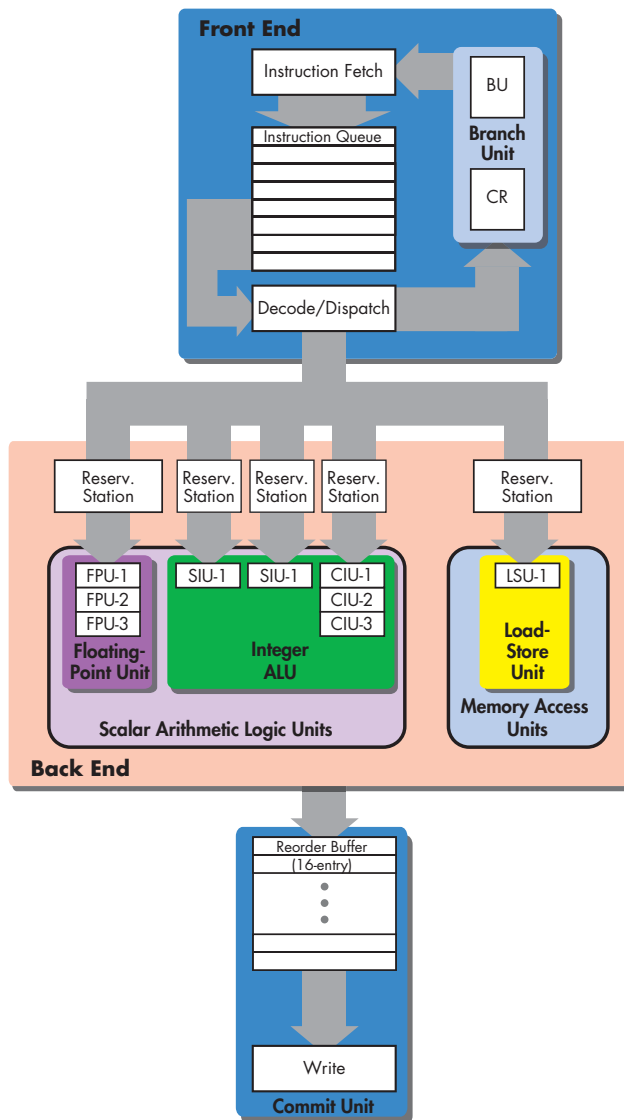 Front End
Instruction Fetch
BU
Branch
Unit
Instruction Queue
CR
Decode/Dispatch
Reserv.
Station
Reserv.
Station
Reserv.
Station
Reserv.
Station
Reserv.
Station
FPU-1
FPU-2
FPU-3
Floating-
Point Unit
SIU-1
SIU-1
CIU-1
CIU-2
CIU-3
Integer
ALU
Scalar Arithmetic Logic Units
LSU-1
Load-
Store
Unit
Memory Access
Units
Back End
Reorder Buffer
(16-entry)
Write
Commit Unit